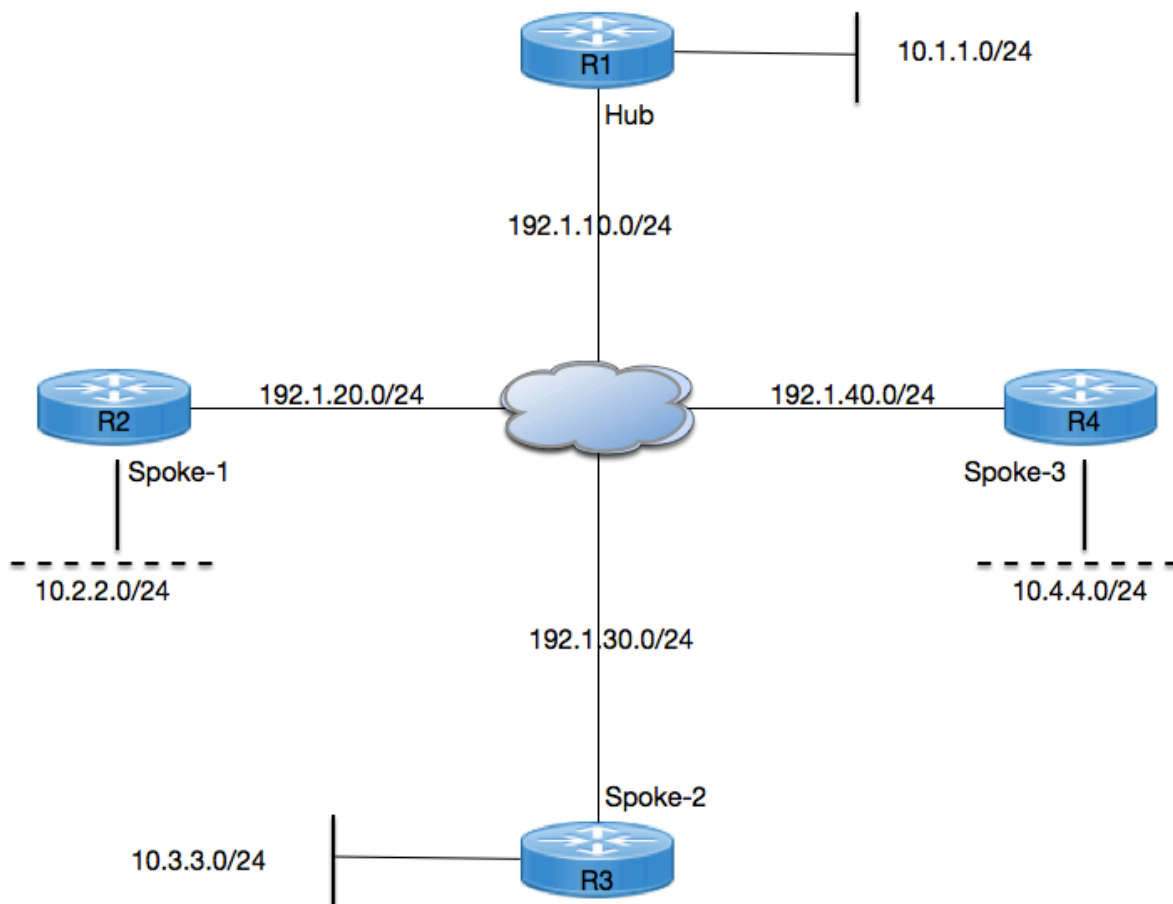 R1
10.1.1.0/24
Hub
192.1.10.0/24
R2
192.1.20.0/24
192.1.40.0/24
R4
Spoke-1
Spoke-3
10.2.2.0/24
10.4.4.0/24
192.1.30.0/24
Spoke-2
10.3.3.0/24
R3